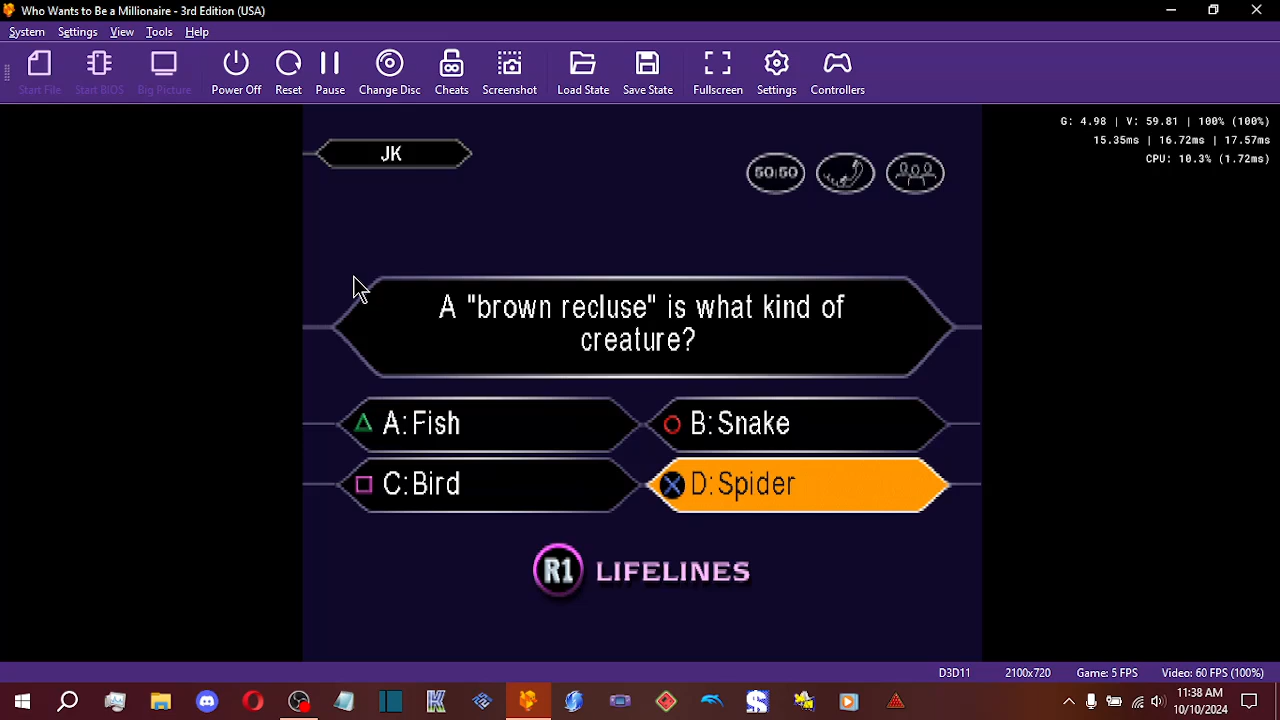 Who Wants to Be a Millionaire - 3rd Edition (USA)
System Settings View Tools Help
Start File Start BIOS Big Picture Power Off Reset Pause Change Disc Cheats Screenshot Load State Save State Fullscreen Settings Controllers
G: 4.98 | V: 59.81 | 100% (100%)
15.35ms | 16.72ms | 17.57ms
CPU: 10.3% (1.72ms)
JK
50:50
A "brown recluse" is what kind of
creature?
A: Fish
B: Snake
C: Bird
D: Spider
R1 LIFELINES
D3D11 2100x720 Game: 5 FPS Video: 60 FPS (100%)
11:38 AM
10/10/2024